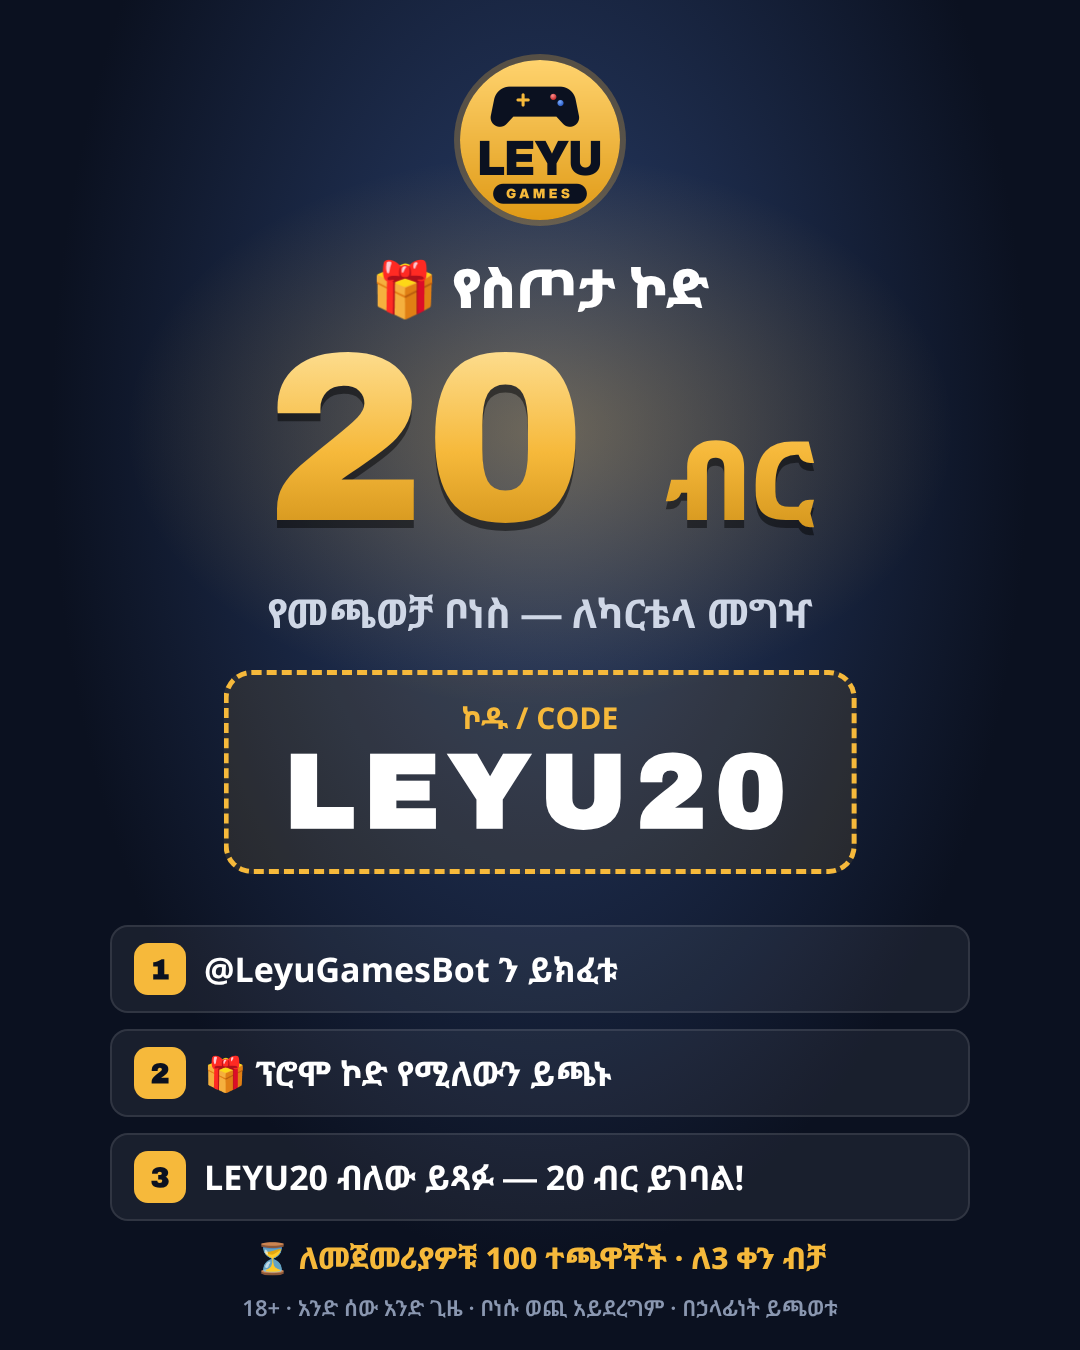 LEYU
GAMES
🎁 የስጦታ ኮድ
20 ብር
የመጫወቻ ቦነስ — ለካርቴላ መግዣ
ኮዱ / CODE
LEYU20
1 @LeyuGamesBot ን ይክፈቱ
2 🎁 ፕሮሞ ኮድ የሚለውን ይጫኑ
3 LEYU20 ብለው ይጻፉ — 20 ብር ይገባል!
⏳ ለመጀመሪያዎቹ 100 ተጫዋቾች · ለ3 ቀን ብቻ
18+ · አንድ ሰው አንድ ጊዜ · ቦነሱ ወጪ አይደረግም · በኃላፊነት ይጫወቱ